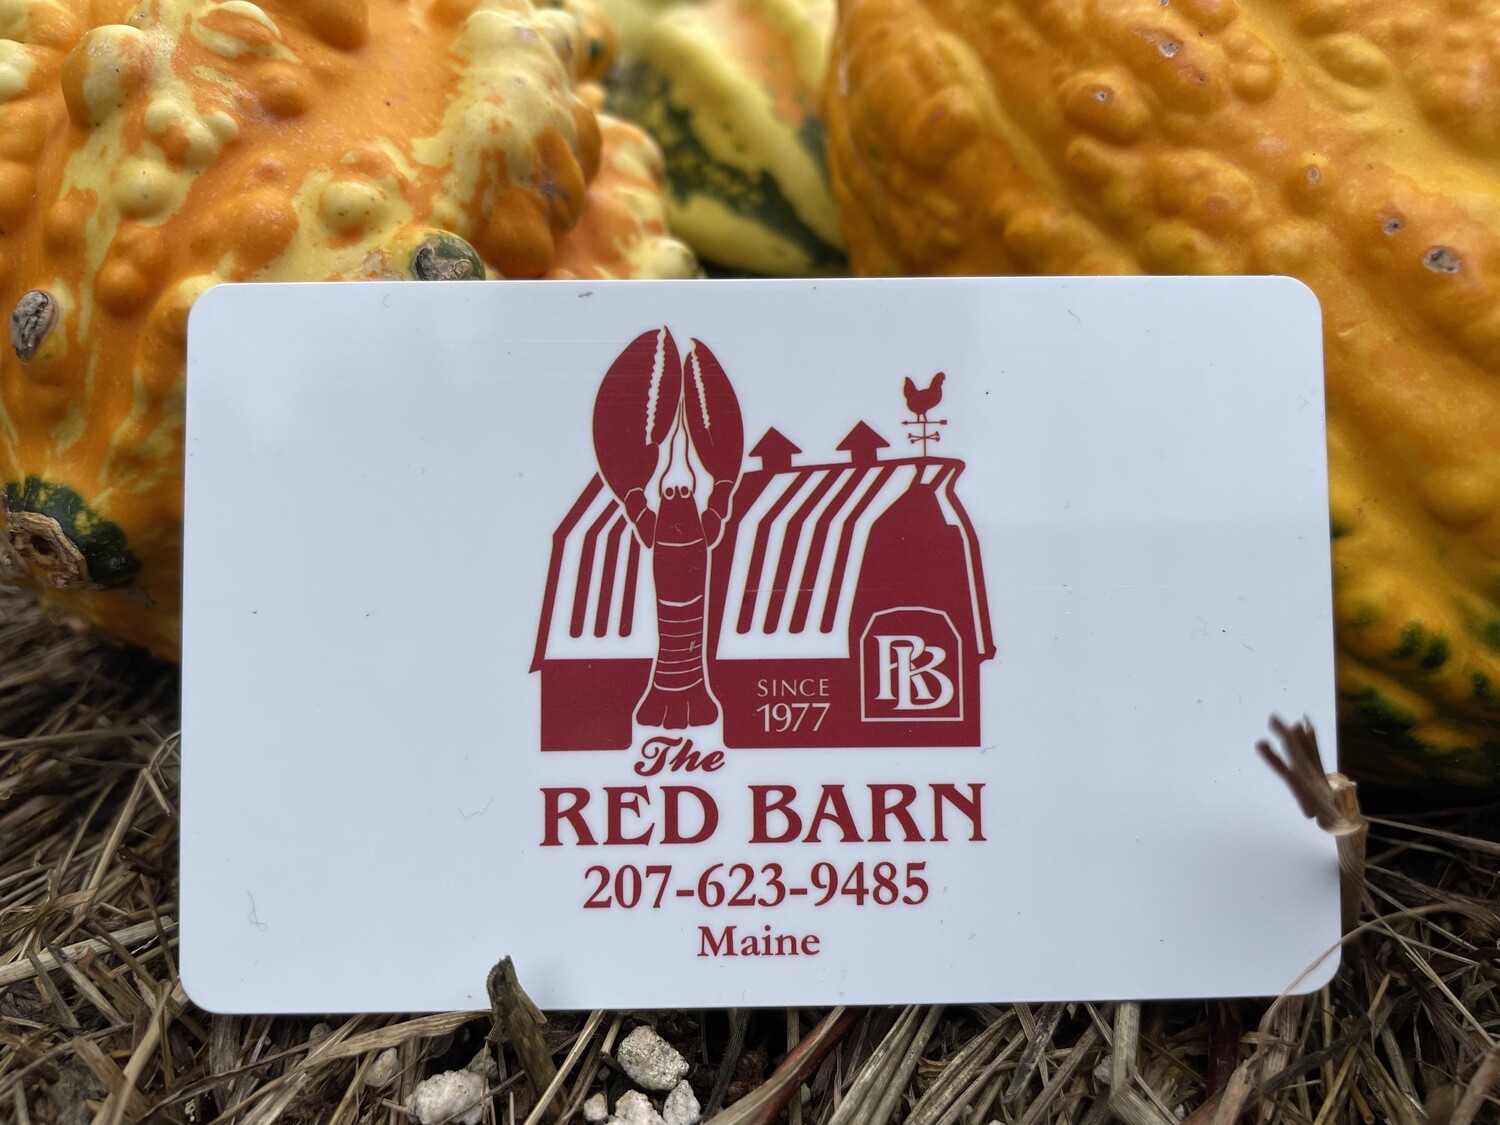 SINCE
1977
RB
The
RED BARN
207-623-9485
Maine